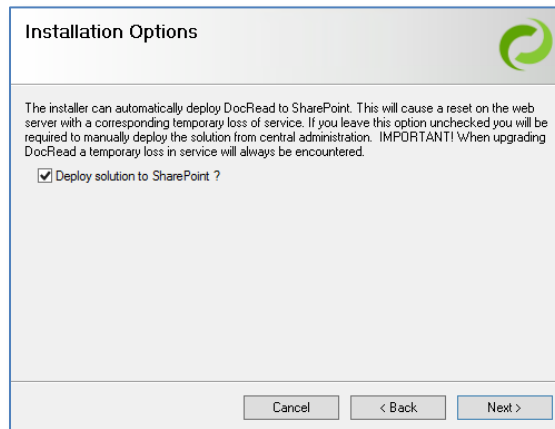 Installation Options
The installer can automatically deploy DocRead to SharePoint. This will cause a reset on the web
server with a corresponding temporary loss of service. If you leave this option unchecked you will be
required to manually deploy the solution from central administration.  IMPORTANT! When upgrading
DocRead a temporary loss in service will always be encountered.
Deploy solution to SharePoint ?
Cancel
< Back
Next >